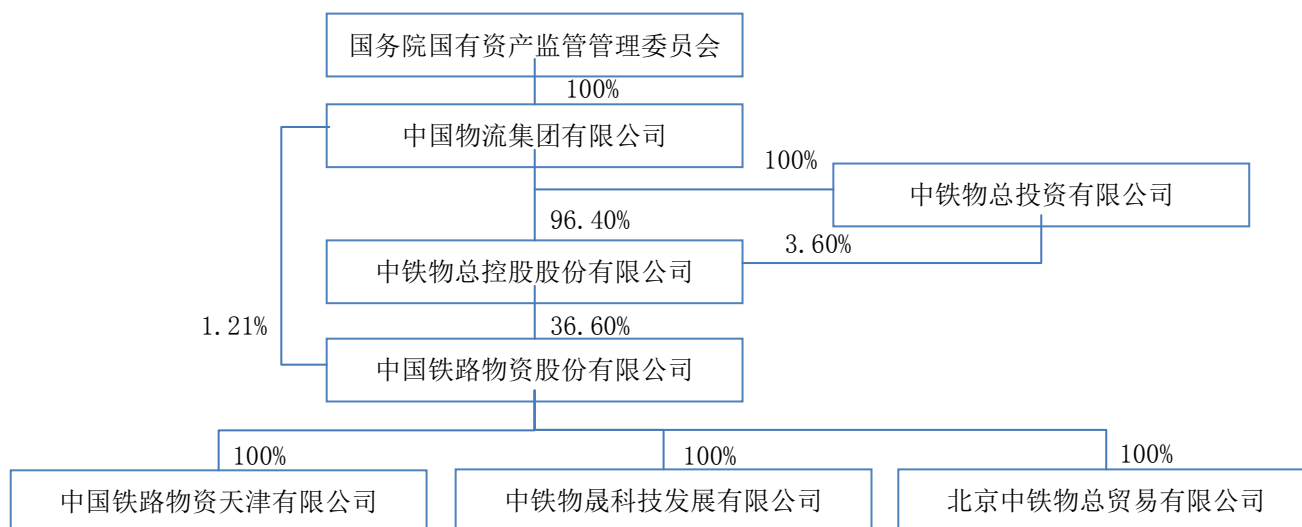 国务院国有资产监管管理委员会
100%
中国物流集团有限公司
100%
中铁物总投资有限公司
96.40%
3.60%
中铁物总控股股份有限公司
1.21%
36.60%
中国铁路物资股份有限公司
100%
100%
100%
中国铁路物资天津有限公司
中铁物晟科技发展有限公司
北京中铁物总贸易有限公司